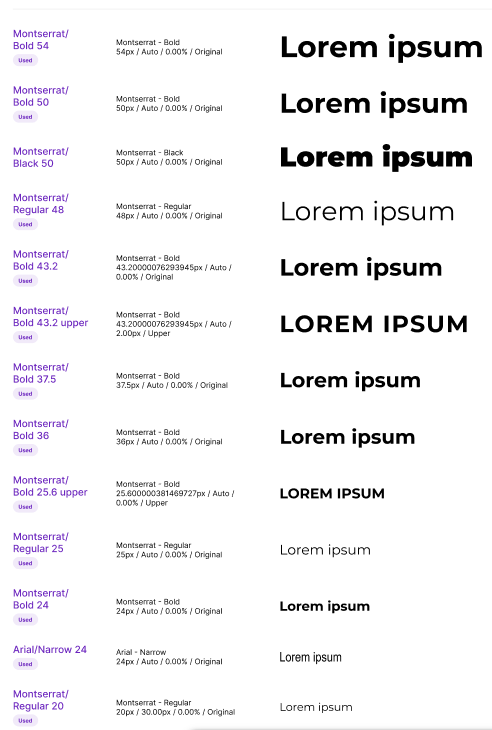 Montserrat/
Bold 54
Used
Montserrat - Bold
54px / Auto / 0.00% / Original
Lorem ipsum
Montserrat/
Bold 50
Used
Montserrat - Bold
50px / Auto / 0.00% / Original
Lorem ipsum
Montserrat/
Black 50
Montserrat - Black
50px / Auto / 0.00% / Original
Lorem ipsum
Montserrat/
Regular 48
Used
Montserrat - Regular
48px / Auto / 0.00% / Original
Lorem ipsum
Montserrat/
Bold 43.2
Used
Montserrat - Bold
43.20000076293945px / Auto /
0.00% / Original
Lorem ipsum
Montserrat/
Bold 43.2 upper
Used
Montserrat - Bold
43.20000076293945px / Auto /
2.00px / Upper
LOREM IPSUM
Montserrat/
Bold 37.5
Used
Montserrat - Bold
37.5px / Auto / 0.00% / Original
Lorem ipsum
Montserrat/
Bold 36
Used
Montserrat - Bold
36px / Auto / 0.00% / Original
Lorem ipsum
Montserrat/
Bold 25.6 upper
Used
Montserrat - Bold
25.600000381469727px / Auto /
0.00% / Upper
LOREM IPSUM
Montserrat/
Regular 25
Used
Montserrat - Regular
25px / Auto / 0.00% / Original
Lorem ipsum
Montserrat/
Bold 24
Used
Montserrat - Bold
24px / Auto / 0.00% / Original
Lorem ipsum
Arial/Narrow 24
Used
Arial - Narrow
24px / Auto / 0.00% / Original
Lorem ipsum
Montserrat/
Regular 20
Used
Montserrat - Regular
20px / 30.00px / 0.00% / Original
Lorem ipsum